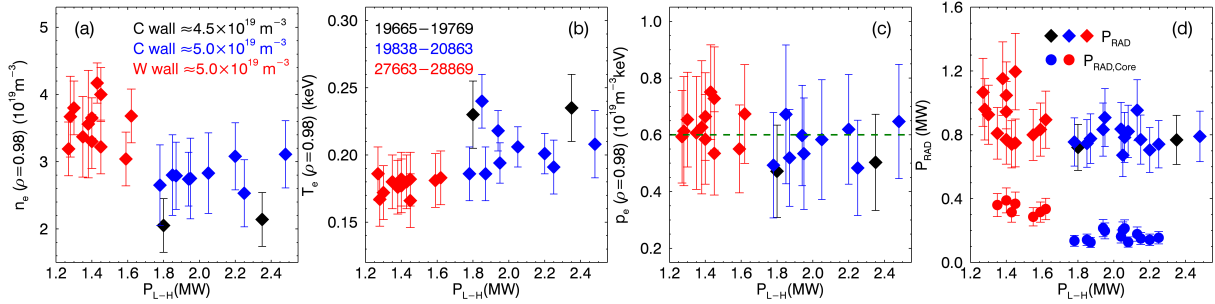 (a)
C wall ≈4.5×10¹⁹ m⁻³
C wall ≈5.0×10¹⁹ m⁻³
W wall ≈5.0×10¹⁹ m⁻³
nₑ (ρ=0.98) (10¹⁹m⁻³)
5
4
3
2
1.2 1.4 1.6 1.8 2.0 2.2 2.4
P_L−H(MW)
(b)
19665−19769
19838−20863
27663−28869
Tₑ (ρ=0.98) (keV)
0.30
0.25
0.20
0.15
1.2 1.4 1.6 1.8 2.0 2.2 2.4
P_L−H(MW)
(c)
pₑ (ρ=0.98) (10¹⁹m⁻³keV)
1.0
0.8
0.6
0.4
0.2
1.2 1.4 1.6 1.8 2.0 2.2 2.4
P_L−H(MW)
(d)
P_RAD
P_RAD,Core
P_RAD (MW)
1.6
1.2
0.8
0.4
0.0
1.2 1.4 1.6 1.8 2.0 2.2 2.4
P_L−H(MW)